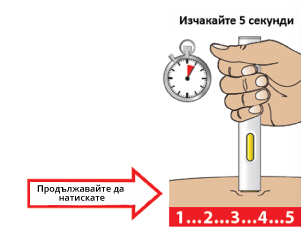 Изчакайте 5 секунди
Продължавайте да
натискате
1...2...3...4...5